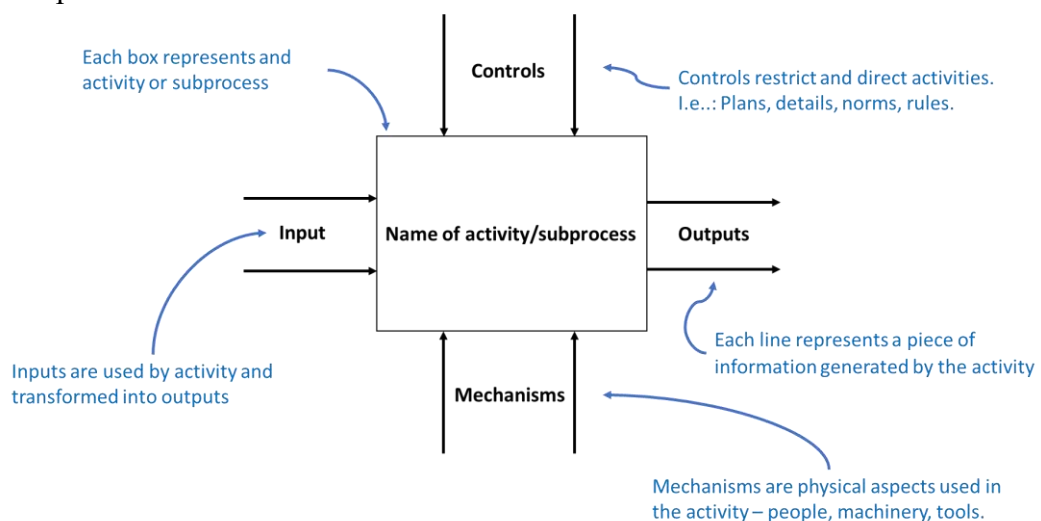 Each box represents and
activity or subprocess
Controls
Controls restrict and direct activities.
I.e..: Plans, details, norms, rules.
Input
Name of activity/subprocess
Outputs
Inputs are used by activity and
transformed into outputs
Each line represents a piece of
information generated by the activity
Mechanisms
Mechanisms are physical aspects used in
the activity – people, machinery, tools.